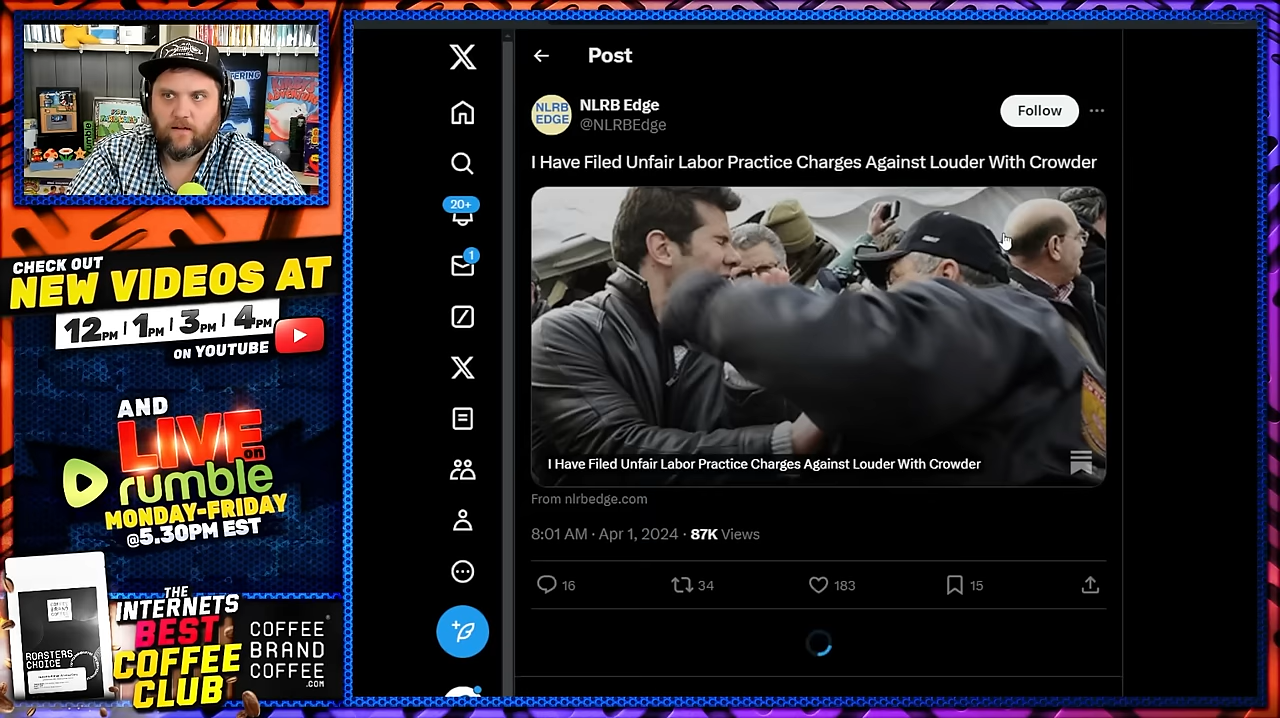 CHECK OUT
NEW VIDEOS AT
12PM | 1PM | 3PM | 4PM
ON YOUTUBE
AND
LIVE on
rumble
MONDAY-FRIDAY
@5.30PM EST
ROASTERS
CHOICE
THE
INTERNETS
BEST
COFFEE
CLUB
COFFEE
BRAND
COFFEE
.COM
20+
1
Post
NLRB
EDGE
NLRB Edge
@NLRBEdge
Follow
I Have Filed Unfair Labor Practice Charges Against Louder With Crowder
I Have Filed Unfair Labor Practice Charges Against Louder With Crowder
From nlrbedge.com
8:01 AM · Apr 1, 2024 · 87K Views
16
34
183
15